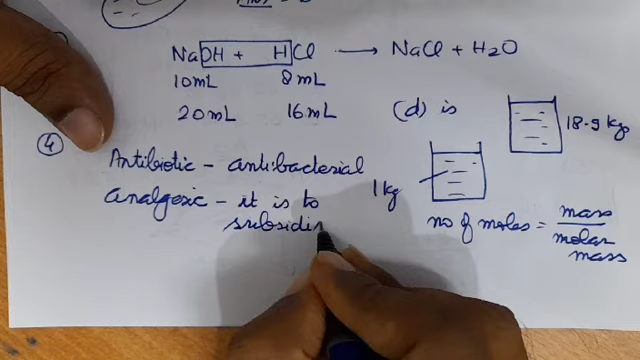 NaOH + HCl → NaCl + H2O
10mL 8mL
20mL 16mL (d) is 18-9 kg
④ Antibiotic - antibacterial
analgesic - it is to 1kg
subsidi
no of moles = mass
molar
mass